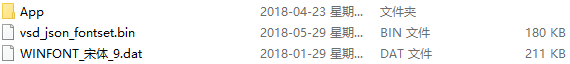 App 2018-04-23 星期... 文件夹
vsd_json_fontset.bin 2018-05-29 星期... BIN 文件 180 KB
WINFONT_宋体_9.dat 2018-01-29 星期... DAT 文件 211 KB